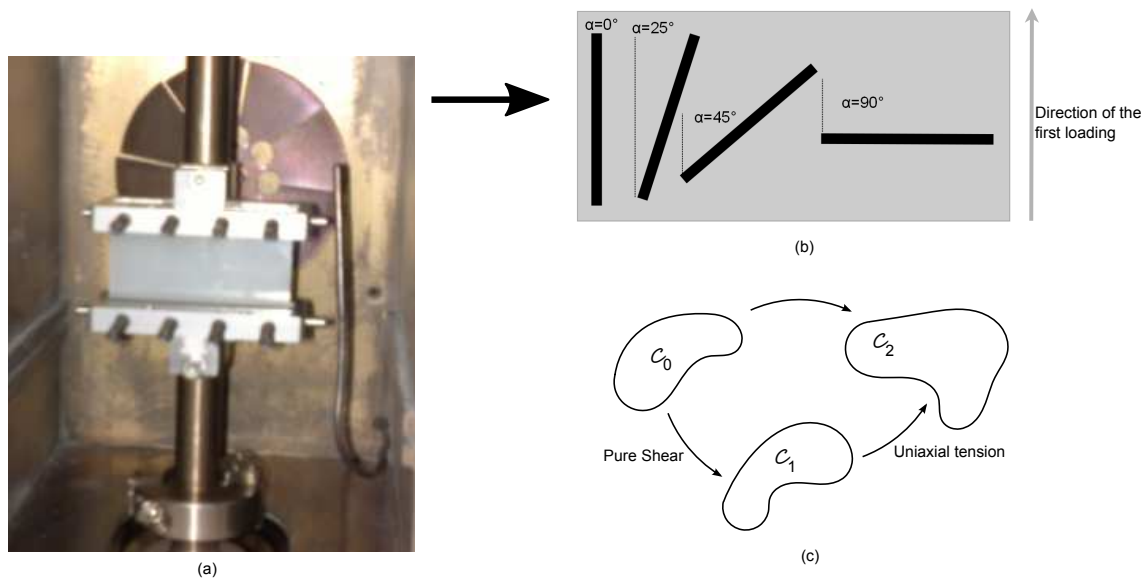 α=0°
α=25°
α=45°
α=90°
Direction of the
first loading
(b)
C0
C2
Pure Shear
C1
Uniaxial tension
(a)
(c)